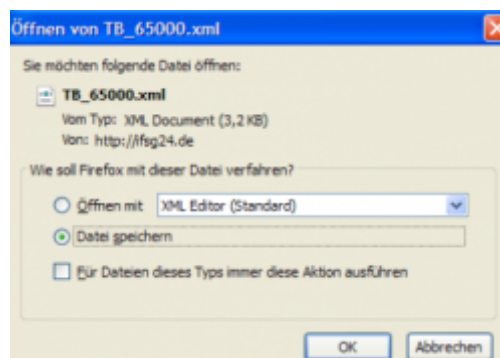 Öffnen von TB_65000.xml
Sie möchten folgende Datei öffnen:
TB_65000.xml
Vom Typ: XML Document (3,2 KB)
Von: http://ifsg24.de
Wie soll Firefox mit dieser Datei verfahren?
Öffnen mit XML Editor (Standard)
Datei speichern
Für Dateien dieses Typs immer diese Aktion ausführen
OK Abbrechen